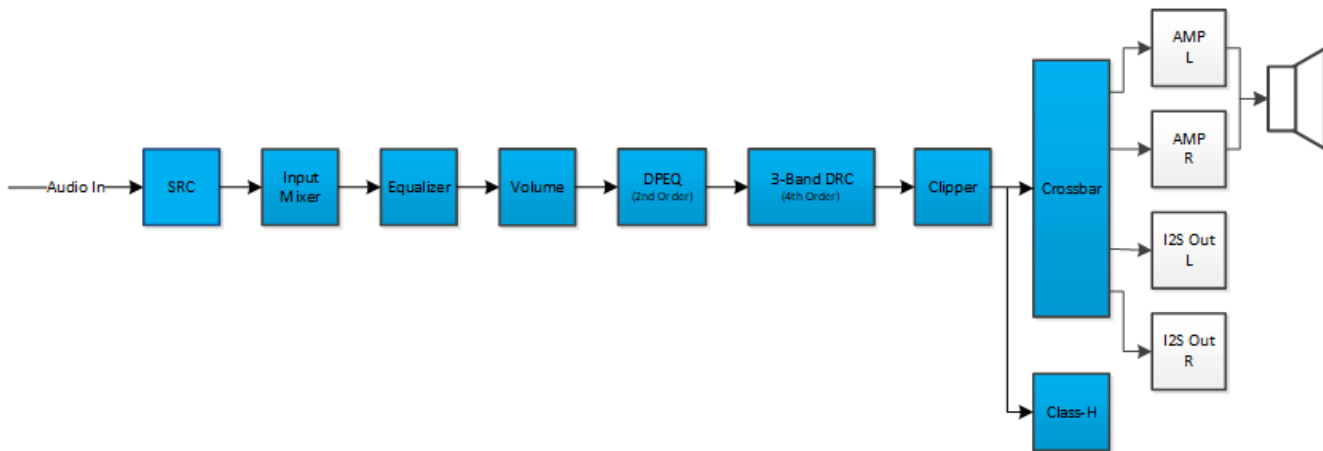 Audio In
SRC
Input
Mixer
Equalizer
Volume
DPEQ
(2nd Order)
3-Band DRC
(4th Order)
Clipper
Crossbar
AMP
L
AMP
R
I2S Out
L
I2S Out
R
Class-H